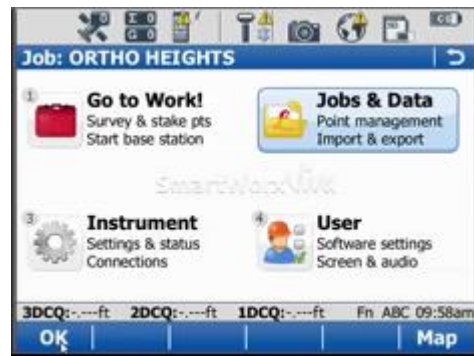 Job: ORTHO HEIGHTS
1 Go to Work!
Survey & stake pts
Start base station
Jobs & Data
Point management
Import & export
SmartWorx Viva
3 Instrument
Settings & status
Connections
4 User
Software settings
Screen & audio
3DCQ:-.---ft 2DCQ:-.---ft 1DCQ:-.---ft Fn ABC 09:58am
OK Map